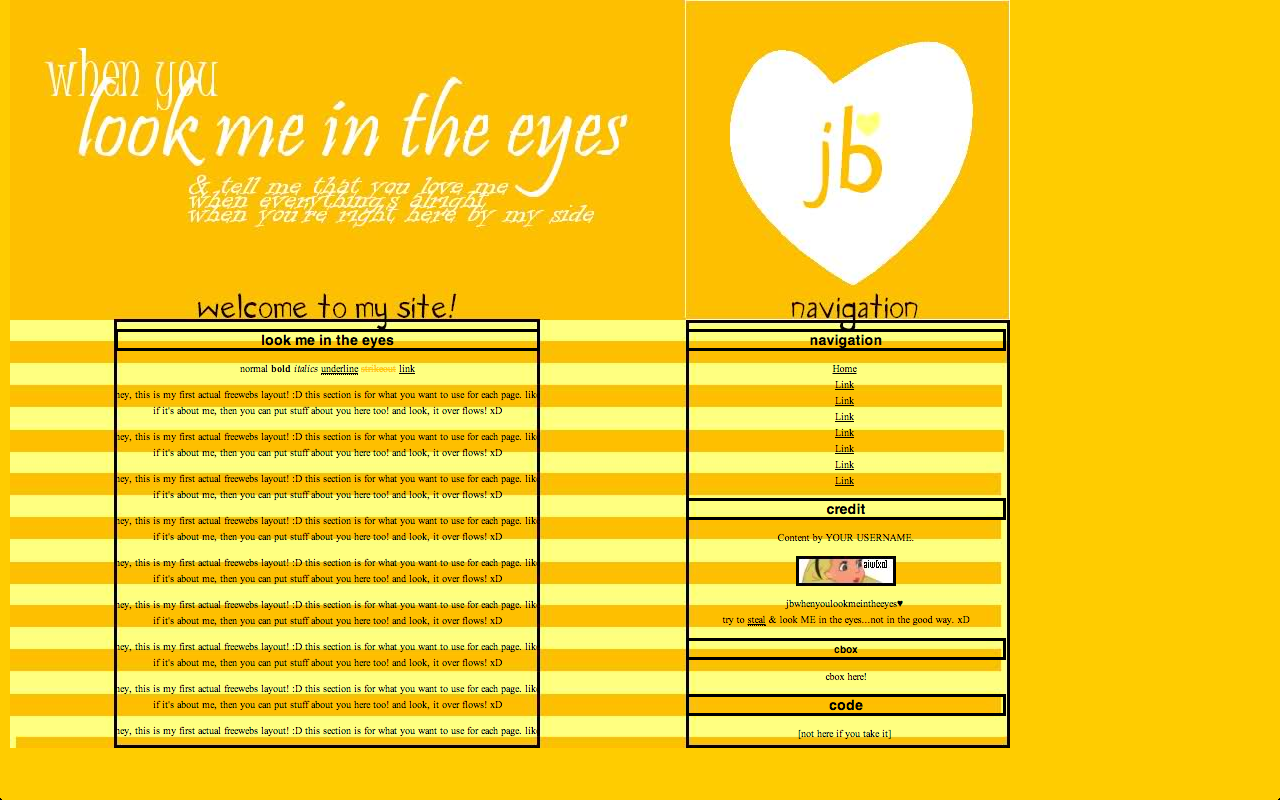 when you
look me in the eyes
& tell me that you love me
when everything's alright
when you're right here by my side
jb
welcome to my site!
look me in the eyes
normal bold italics underline strikeout link
hey, this is my first actual freewebs layout! :D this section is for what you want to use for each page. like
if it's about me, then you can put stuff about you here too! and look, it over flows! xD
hey, this is my first actual freewebs layout! :D this section is for what you want to use for each page. like
if it's about me, then you can put stuff about you here too! and look, it over flows! xD
hey, this is my first actual freewebs layout! :D this section is for what you want to use for each page. like
if it's about me, then you can put stuff about you here too! and look, it over flows! xD
hey, this is my first actual freewebs layout! :D this section is for what you want to use for each page. like
if it's about me, then you can put stuff about you here too! and look, it over flows! xD
hey, this is my first actual freewebs layout! :D this section is for what you want to use for each page. like
if it's about me, then you can put stuff about you here too! and look, it over flows! xD
hey, this is my first actual freewebs layout! :D this section is for what you want to use for each page. like
if it's about me, then you can put stuff about you here too! and look, it over flows! xD
hey, this is my first actual freewebs layout! :D this section is for what you want to use for each page. like
if it's about me, then you can put stuff about you here too! and look, it over flows! xD
hey, this is my first actual freewebs layout! :D this section is for what you want to use for each page. like
if it's about me, then you can put stuff about you here too! and look, it over flows! xD
hey, this is my first actual freewebs layout! :D this section is for what you want to use for each page. like
navigation
navigation
Home
Link
Link
Link
Link
Link
Link
Link
credit
Content by YOUR USERNAME.
jbwhenyoulookmeintheeyes♥
try to steal & look ME in the eyes...not in the good way. xD
cbox
cbox here!
code
[not here if you take it]